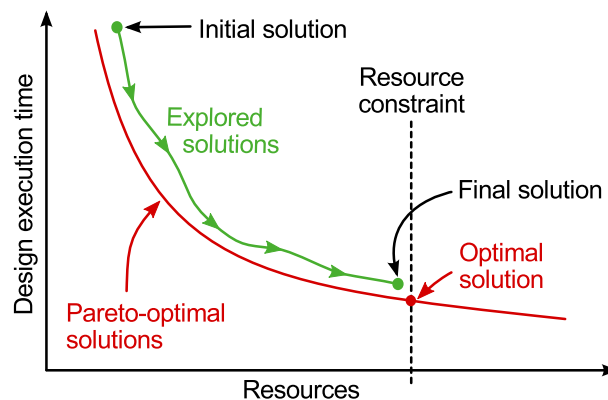 Initial solution
Resource
constraint
Explored
solutions
Design execution time
Final solution
Optimal
solution
Pareto-optimal
solutions
Resources